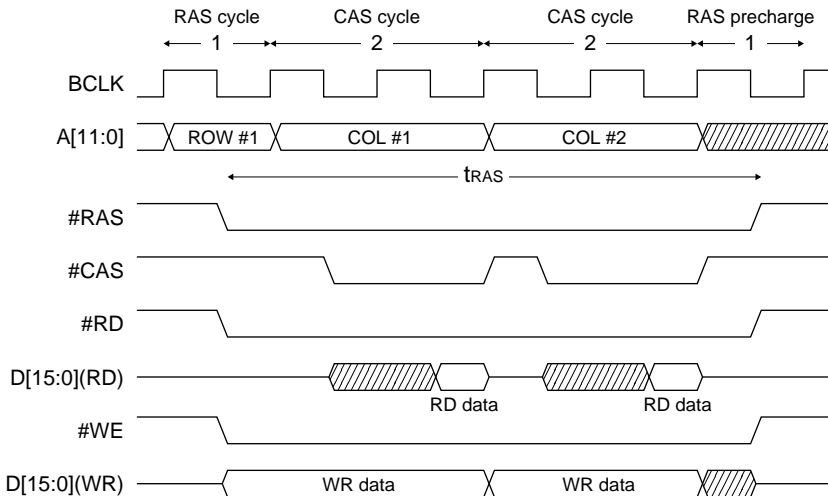 RAS cycle CAS cycle CAS cycle RAS precharge
1 2 2 1
BCLK
A[11:0] ROW #1 COL #1 COL #2
tRAS
#RAS
#CAS
#RD
D[15:0](RD)
RD data RD data
#WE
D[15:0](WR) WR data WR data